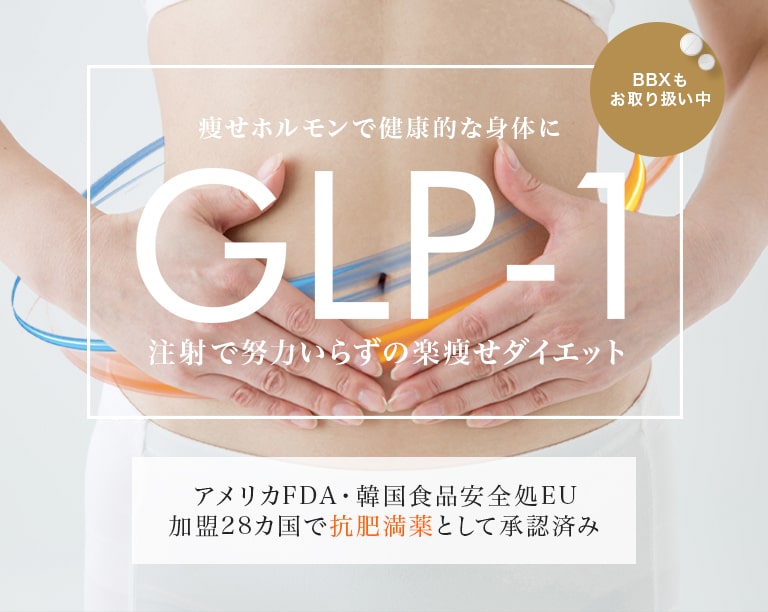 BBXも
お取り扱い中
痩せホルモンで健康的な身体に
GLP-1
注射で努力いらずの楽痩せダイエット
アメリカFDA・韓国食品安全処EU
加盟28カ国で抗肥満薬として承認済み